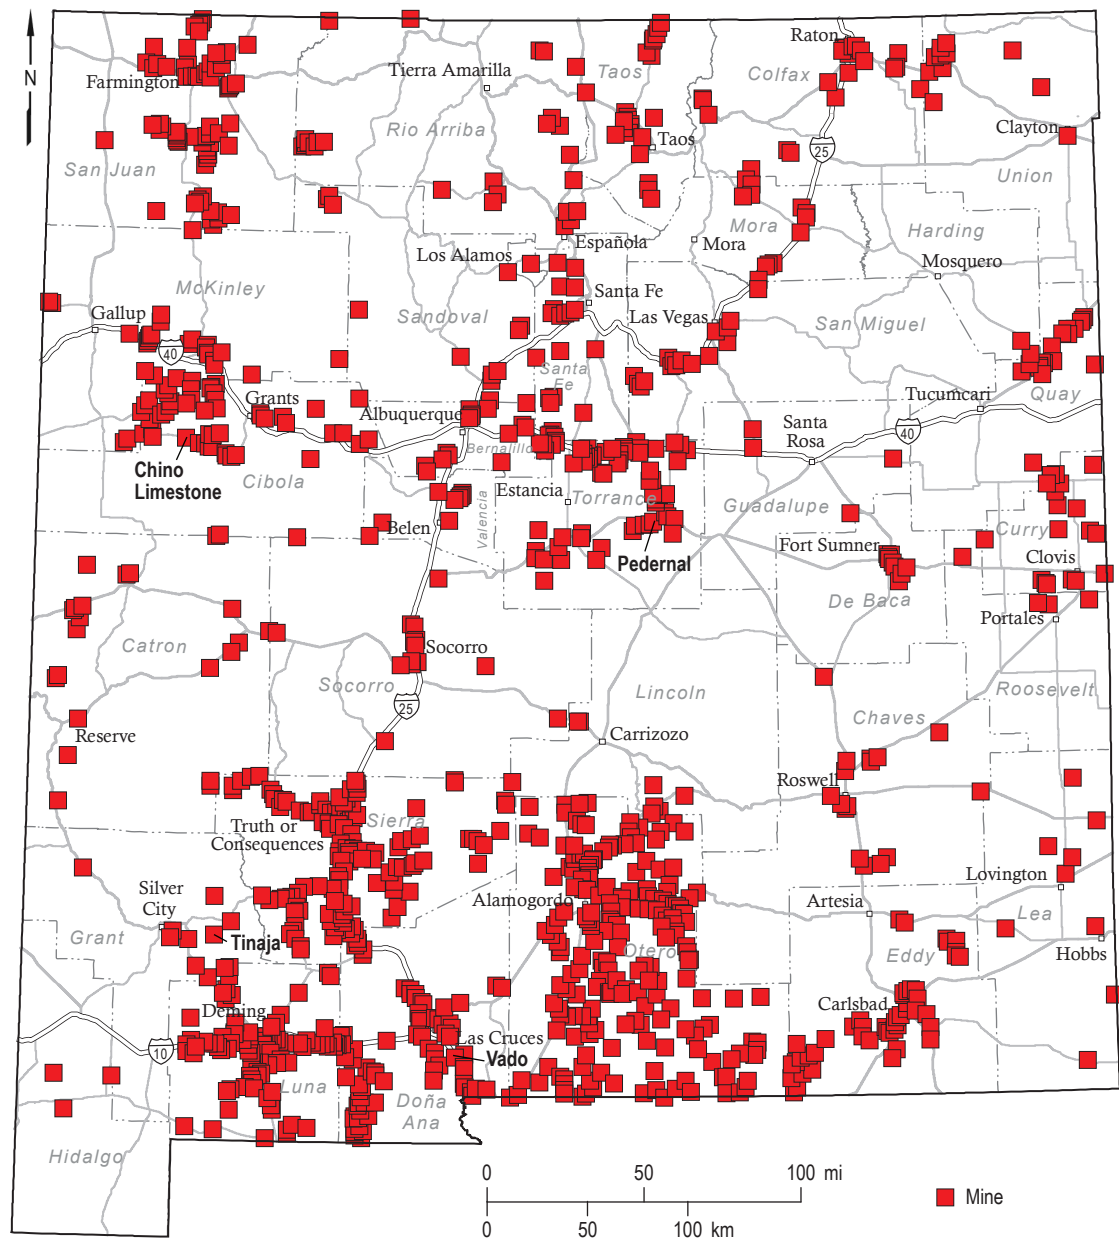 Raton
Tierra Amarilla
Taos
Colfax
N
Farmington
Rio Arriba
Clayton
Taos
25
San Juan
Union
Mora
Harding
Española
Mora
Los Alamos
Mosquero
McKinley
Santa Fe
Gallup
Sandoval
Las Vegas
San Miguel
40
Santa
Fe
Grants
Tucumcari
Quay
Albuquerque
Santa
Rosa
40
Bernalillo
Chino
Limestone
Cibola
Estancia
Torrance
Valencia
Guadalupe
Belen
Curry
Pedernal
Fort Sumner
Clovis
De Baca
Portales
Catron
Socorro
Socorro
Lincoln
Roosevelt
25
Chaves
Reserve
Carrizozo
Roswell
Truth or
Consequences
Sierra
Silver
City
Lovington
Alamogordo
Artesia
Lea
Grant
Tinaja
Otero
Eddy
Hobbs
Carlsbad
Deming
Las Cruces
10
Vado
Luna
Doña
Ana
Hidalgo
0 50 100 mi
0 50 100 km
Mine